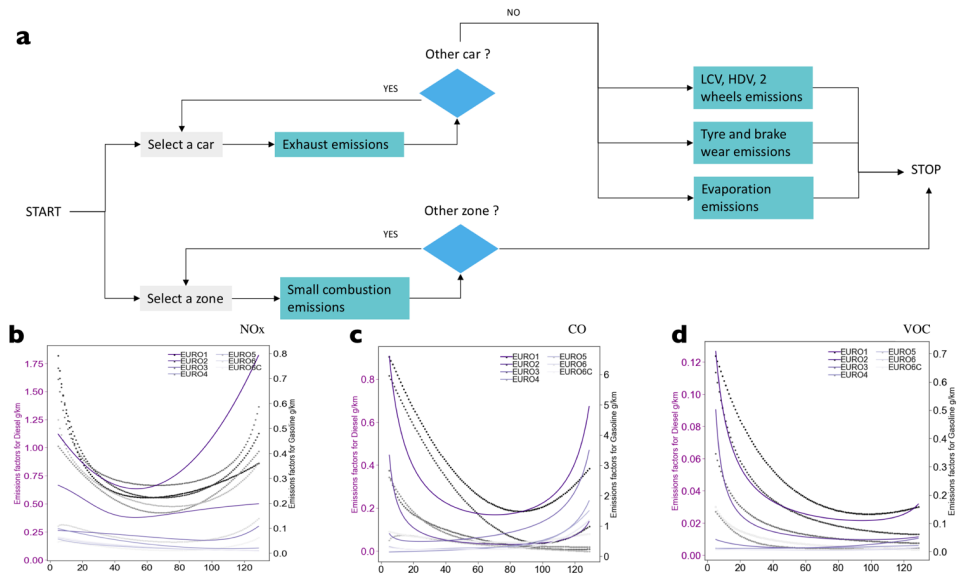 a
NO
Other car ?
YES
LCV, HDV, 2
wheels emissions
Select a car
Exhaust emissions
Tyre and brake
wear emissions
STOP
Evaporation
emissions
START
Other zone ?
YES
Select a zone
Small combustion
emissions
b
NOx
Emissions factors for Diesel g/km
1.75
1.50
1.25
1.00
0.75
0.50
0.25
0.00
EURO1
EURO2
EURO3
EURO4
EURO5
EURO6
EURO6C
0.8
0.7
0.6
0.5
0.4
0.3
0.2
0.1
0.0
Emissions factors for Gasoline g/km
0 20 40 60 80 100 120
c
CO
Emissions factors for Diesel g/km
0.8
0.6
0.4
0.2
0.0
EURO1
EURO2
EURO3
EURO4
EURO5
EURO6
EURO6C
6
5
4
3
2
1
0
Emissions factors for Gasoline g/km
0 20 40 60 80 100 120
d
VOC
Emissions factors for Diesel g/km
0.12
0.10
0.08
0.06
0.04
0.02
0.00
EURO1
EURO2
EURO3
EURO4
EURO5
EURO6
EURO6C
0.7
0.6
0.5
0.4
0.3
0.2
0.1
0.0
Emissions factors for Gasoline g/km
0 20 40 60 80 100 120